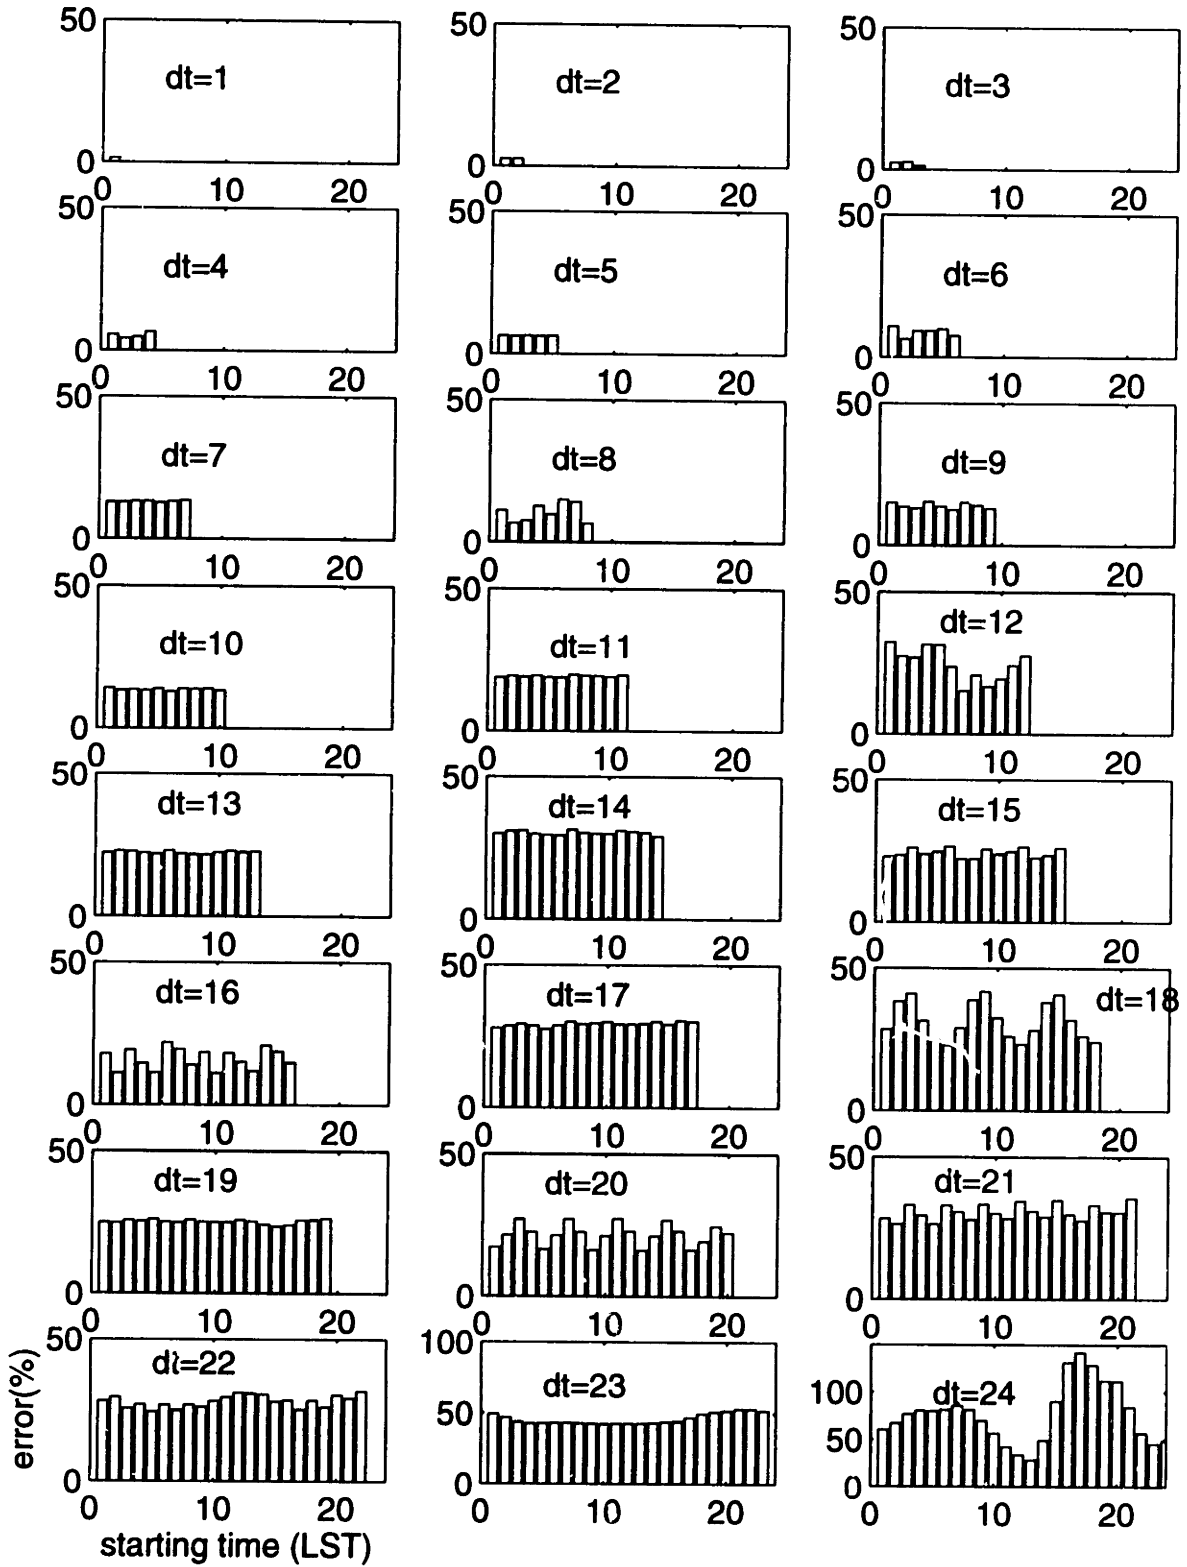 50 50 50
dt=1 dt=2 dt=3
0 0 0
0 10 20 0 10 20 0 10 20
50 50 50
dt=4 dt=5 dt=6
0 0 0
0 10 20 0 10 20 0 10 20
50 50 50
dt=7 dt=8 dt=9
0 0 0
0 10 20 0 10 20 0 10 20
50 50 50
dt=10 dt=11 dt=12
0 0 0
0 10 20 0 10 20 0 10 20
50 50 50
dt=13 dt=14 dt=15
0 0 0
0 10 20 0 10 20 0 10 20
50 50 50
dt=16 dt=17 dt=18
0 0 0
0 10 20 0 10 20 0 10 20
50 50 50
dt=19 dt=20 dt=21
0 0 0
0 10 20 0 10 20 0 10 20
50 100
dt=22 dt=23 dt=24
100
error(%)
50 50
0 0 0
0 10 20 0 10 20 0 10 20
starting time (LST)